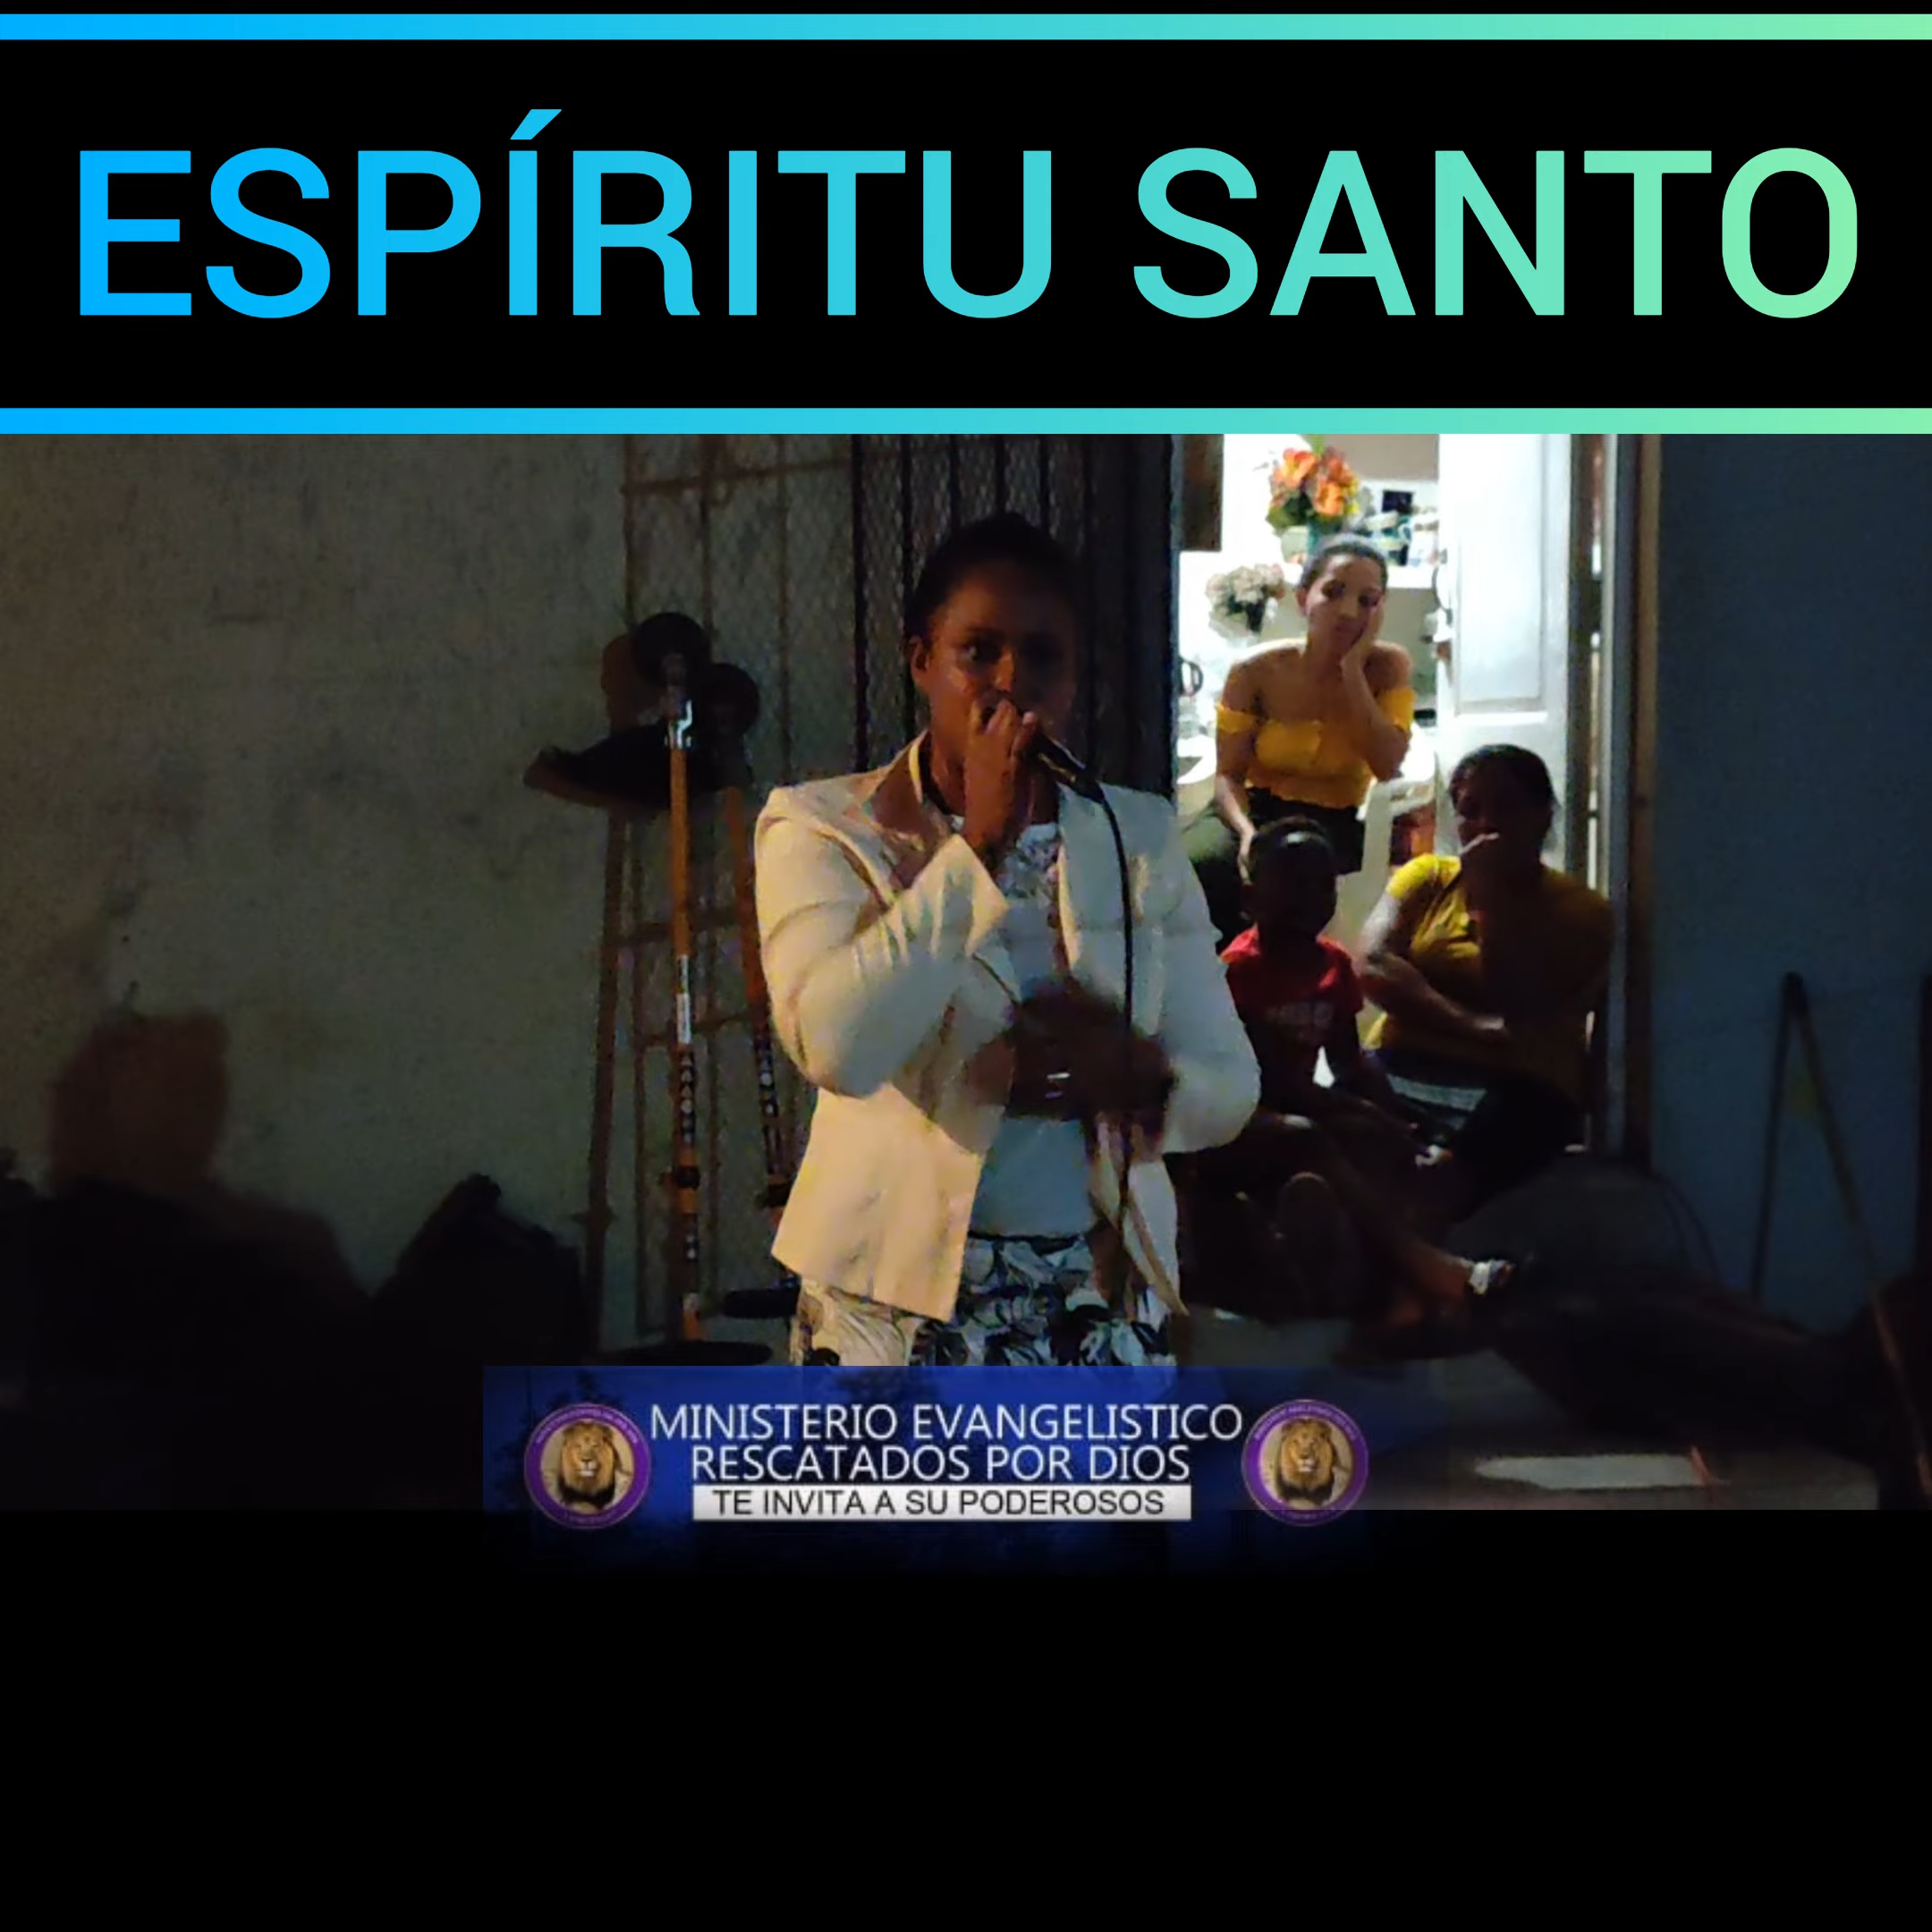 ESPÍRITU SANTO
MINISTERIO EVANGELISTICO
RESCATADOS POR DIOS
TE INVITA A SU PODEROSOS